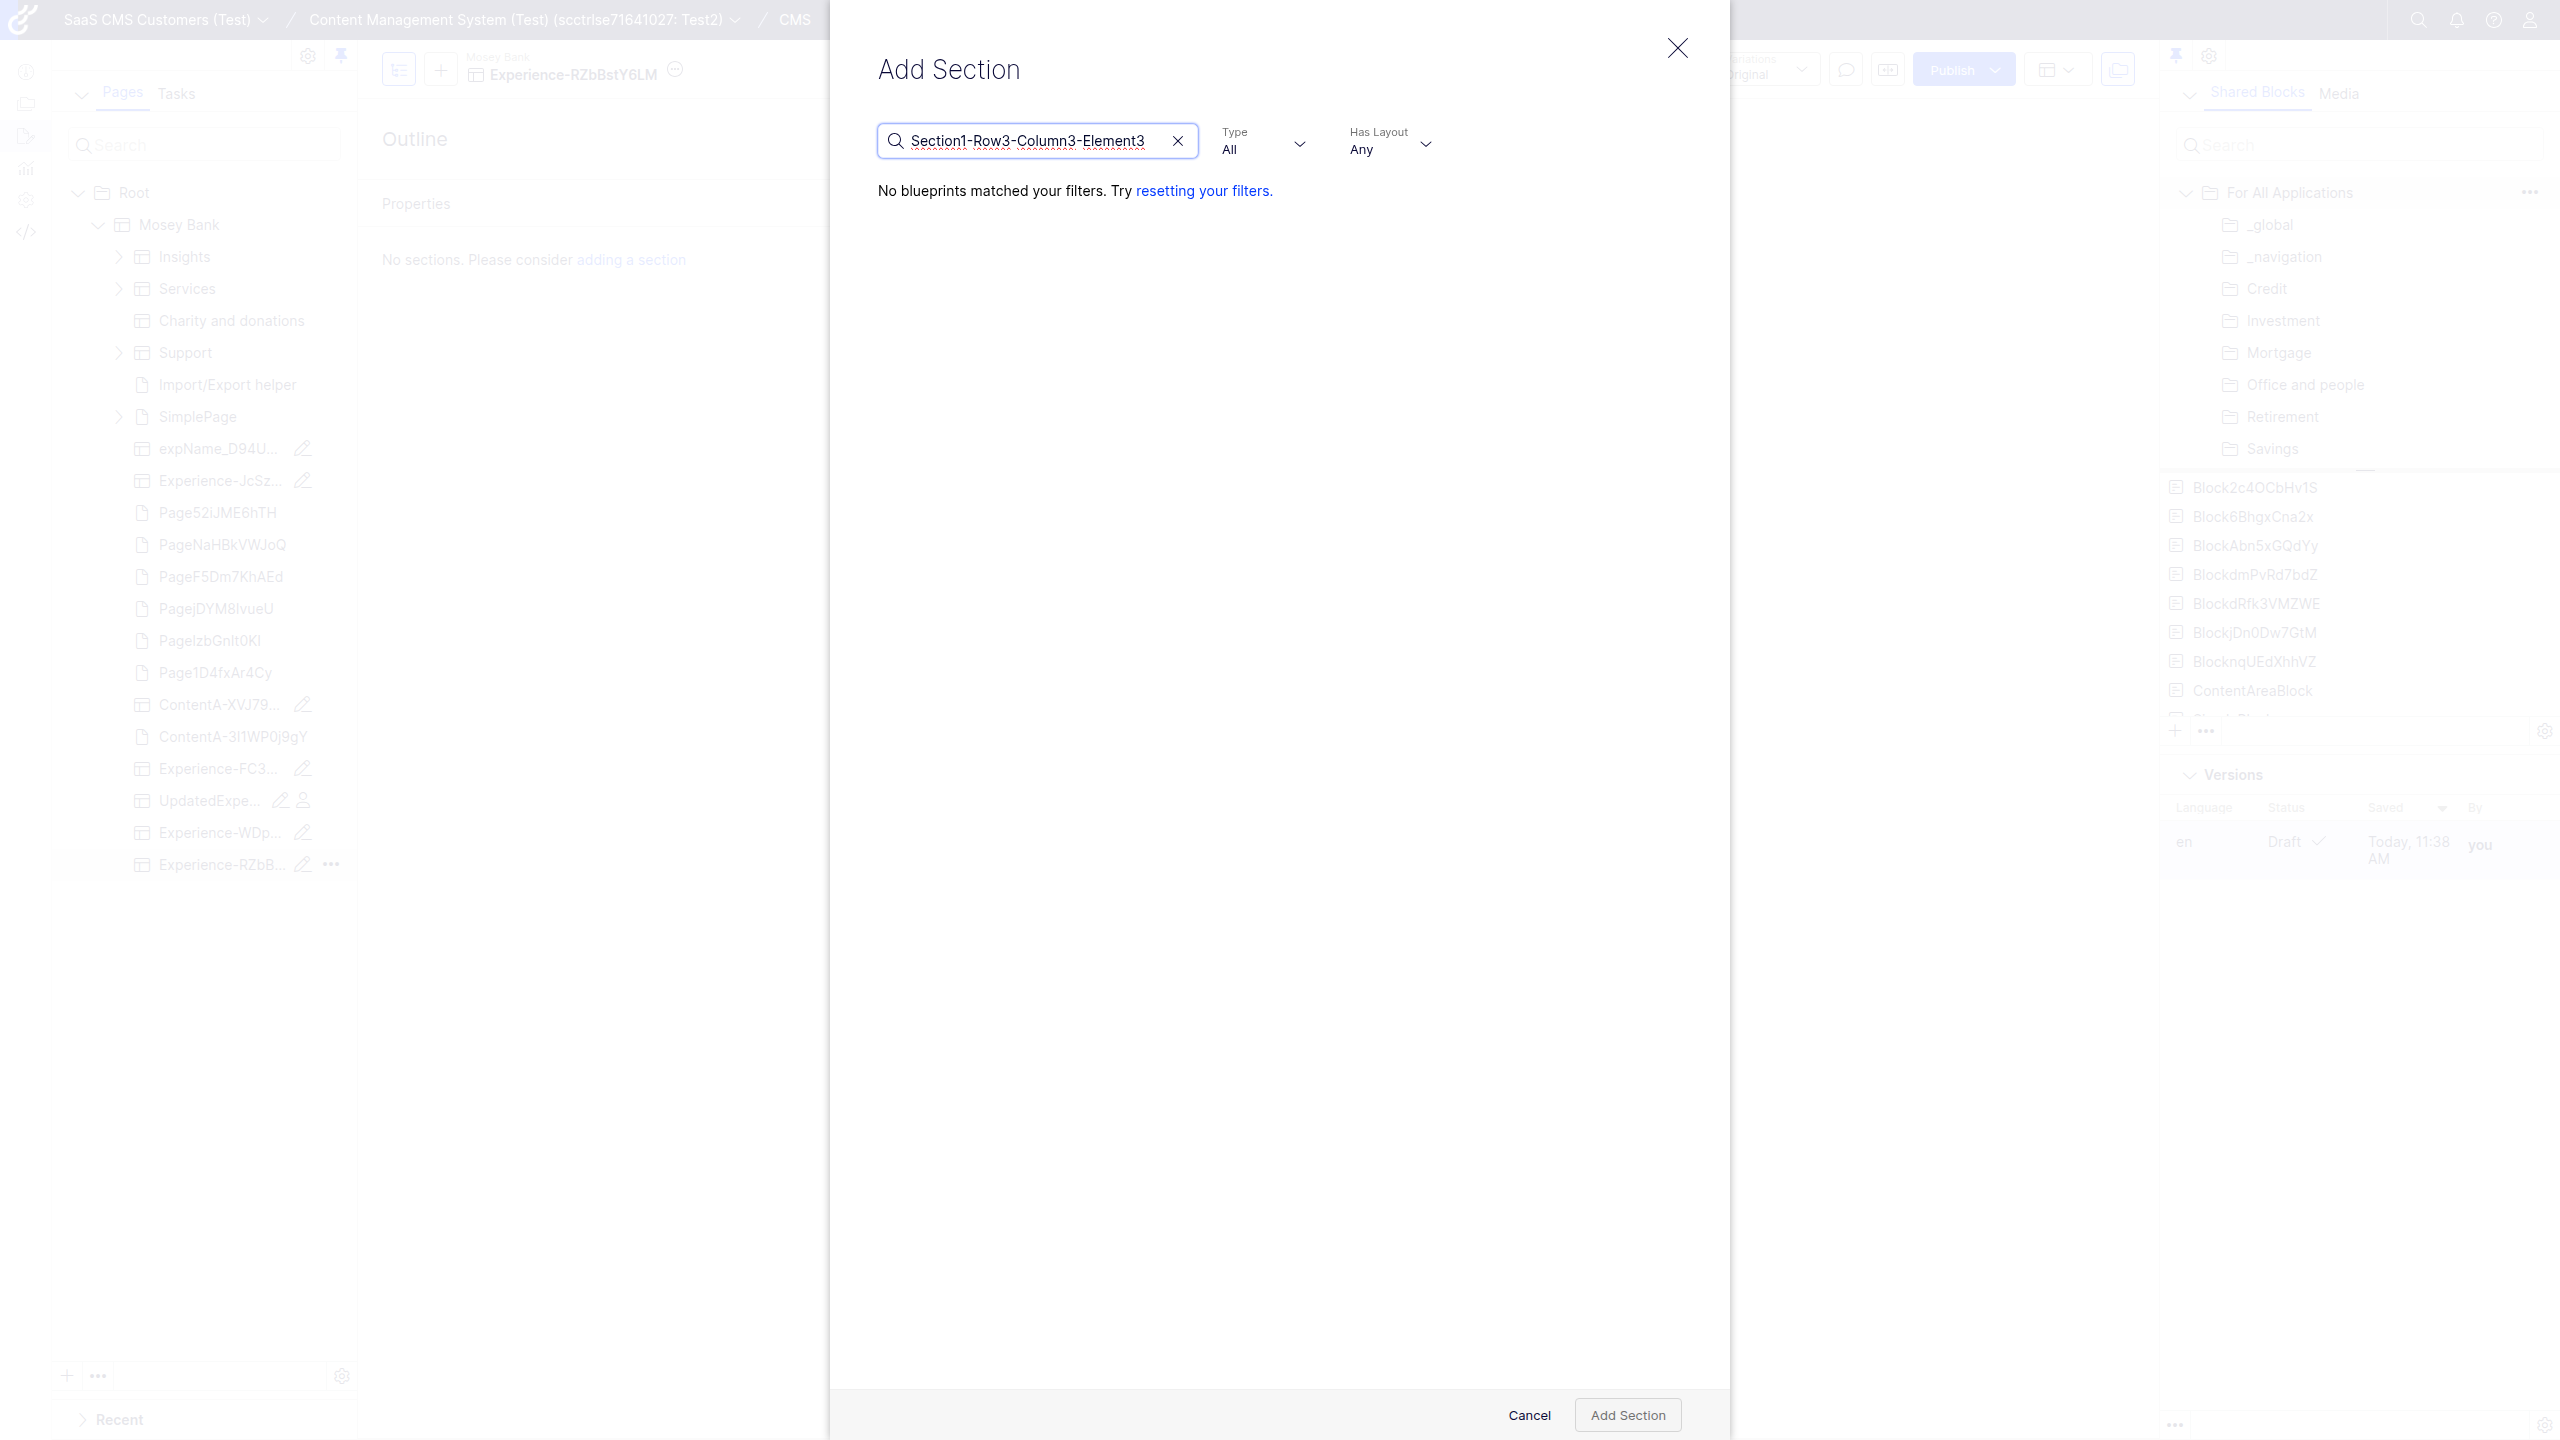 SaaS CMS Customers (Test) / Content Management System (Test) (scctrlse71641027: Test2) / CMS
Pages Tasks
Search
Root
Mosey Bank
Insights
Services
Charity and donations
Support
Import/Export helper
SimplePage
expName_D94U...
Experience-JcSz...
Page52iJME6hTH
PageNaHBkVWJoQ
PageF5Dm7KhAEd
PagejDYM8IvueU
Page1D4fxAr4Cy
ContentA-XVJ79...
Experience-FC3...
UpdatedExpe...
Experience-WDp...
Experience-RZbB...
Recent
Mosey Bank
Experience-RZbBstY6LM
Outline
Properties
No sections. Please consider adding a section
Add Section
Section1-Row3-Column3-Element3
Type
All
Has Layout
Any
No blueprints matched your filters. Try resetting your filters.
Cancel
Add Section
Publish
Shared Blocks Media
Search
For All Applications
_global
_navigation
Credit
Investment
Mortgage
Office and people
Retirement
Savings
Block2c4OCbHv1S
Block6BhgxCna2x
BlockAbn5xGQdYy
BlockdmPvRd7bdZ
BlockdRfk3VMZWE
BlockjDn0Dw7GtM
BlocknqUEdXhhVZ
ContentAreaBlock
Versions
Language Status Saved By
en Draft Today, 11:38 AM you